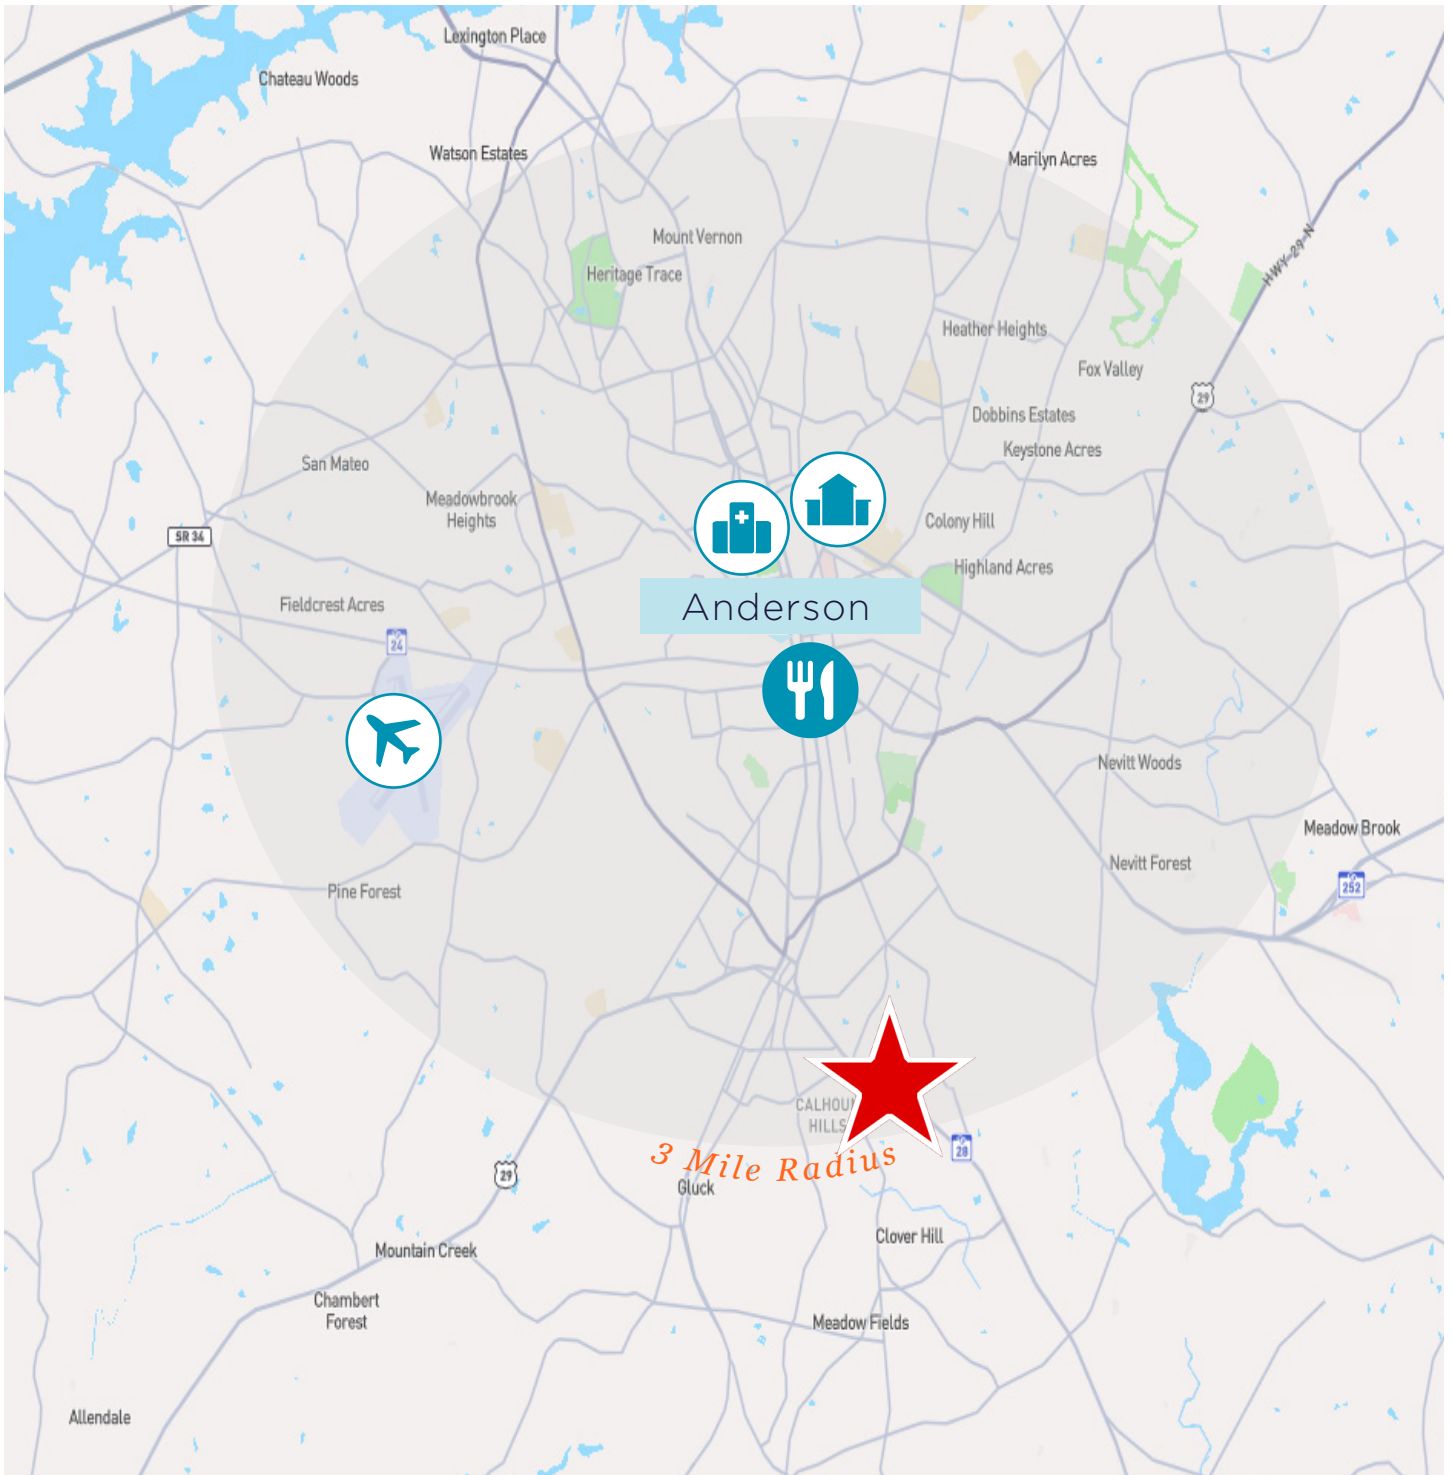 Lexington Place
Chateau Woods
Watson Estates
Marilyn Acres
Mount Vernon
HWY-29-N
Heritage Trace
Heather Heights
Fox Valley
29
Dobbins Estates
Keystone Acres
San Mateo
Meadowbrook
Heights
Colony Hill
SR 34
Highland Acres
Fieldcrest Acres
Anderson
24
Nevitt Woods
Meadow Brook
Nevitt Forest
252
Pine Forest
CALHOU
HILLS
28
3 Mile Radius
29
Gluck
Clover Hill
Mountain Creek
Chambert
Forest
Meadow Fields
Allendale